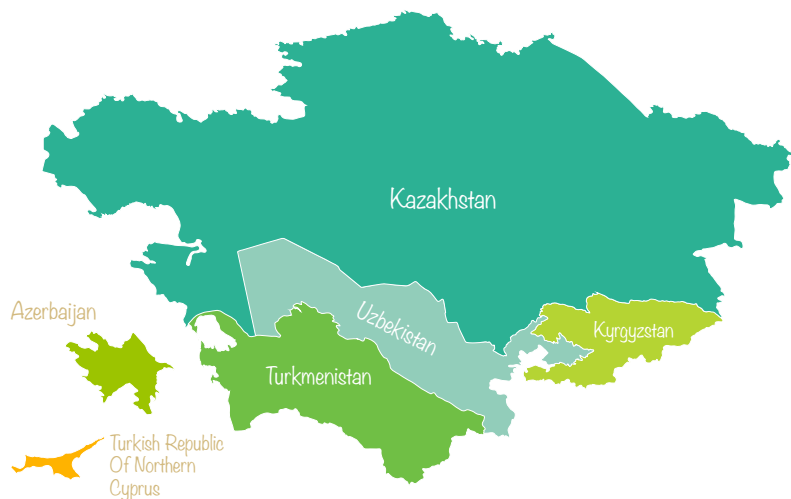 Kazakhstan
Uzbekistan
Azerbaijan
Kyrgyzstan
Turkmenistan
Turkish Republic
Of Northern
Cyprus